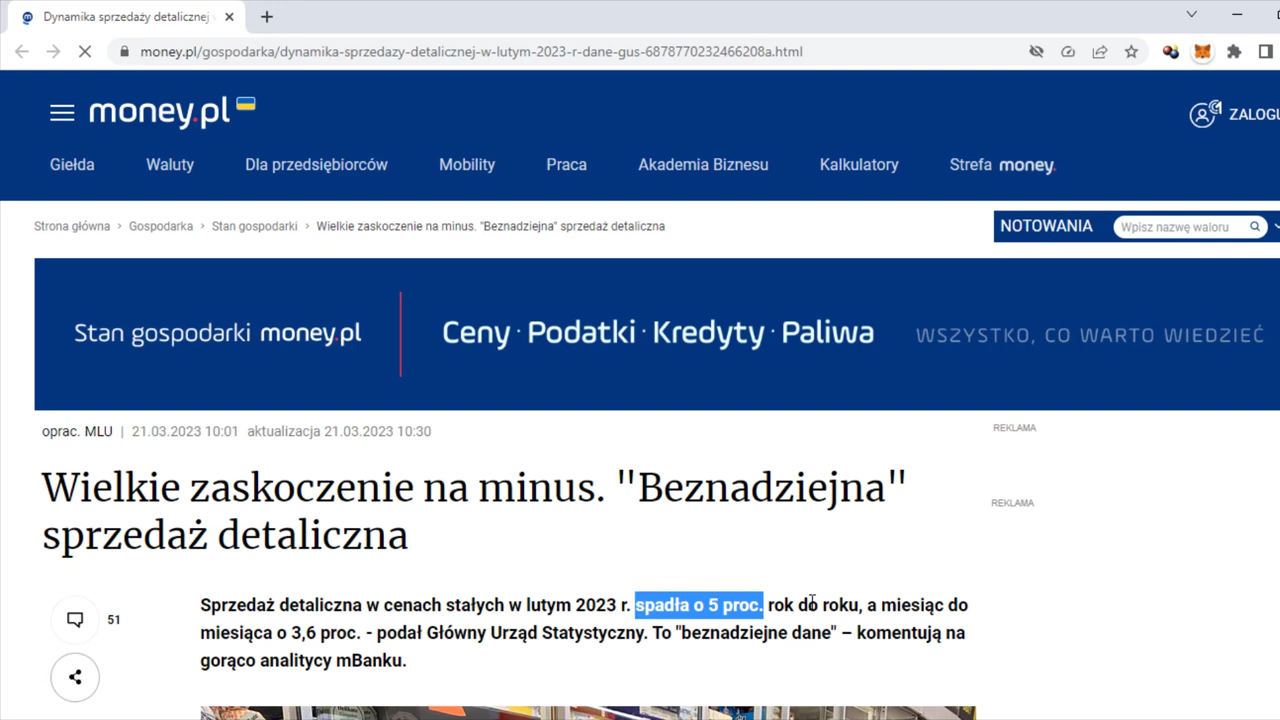 Dynamika sprzedaży detalicznej
money.pl/gospodarka/dynamika-sprzedazy-detalicznej-w-lutym-2023-r-dane-gus-6878770232466208a.html
money.pl
ZALOGU
Giełda Waluty Dla przedsiębiorców Mobility Praca Akademia Biznesu Kalkulatory Strefa money.
Strona główna > Gospodarka > Stan gospodarki > Wielkie zaskoczenie na minus. "Beznadziejna" sprzedaż detaliczna
NOTOWANIA Wpisz nazwę waloru
Stan gospodarki money.pl
Ceny · Podatki · Kredyty · Paliwa
WSZYSTKO, CO WARTO WIEDZIEĆ
oprac. MLU | 21.03.2023 10:01 aktualizacja 21.03.2023 10:30
REKLAMA
Wielkie zaskoczenie na minus. "Beznadziejna"
sprzedaż detaliczna
REKLAMA
Sprzedaż detaliczna w cenach stałych w lutym 2023 r. spadła o 5 proc. rok do roku, a miesiąc do
miesiąca o 3,6 proc. - podał Główny Urząd Statystyczny. To "beznadziejne dane" – komentują na
gorąco analitycy mBanku.
51